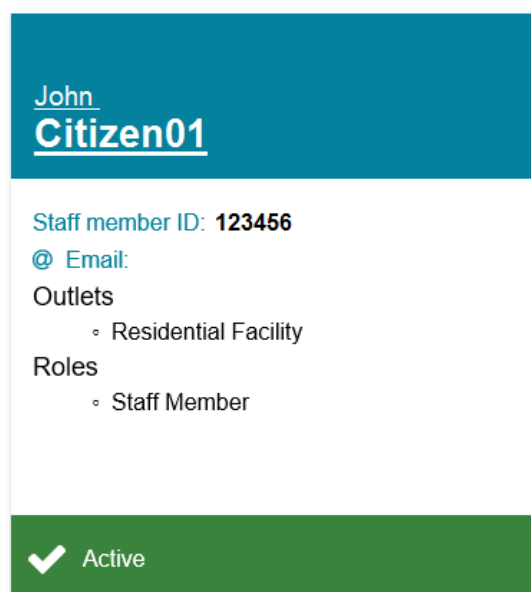 John
Citizen01
Staff member ID: 123456
@ Email:
Outlets
◦ Residential Facility
Roles
◦ Staff Member
Active